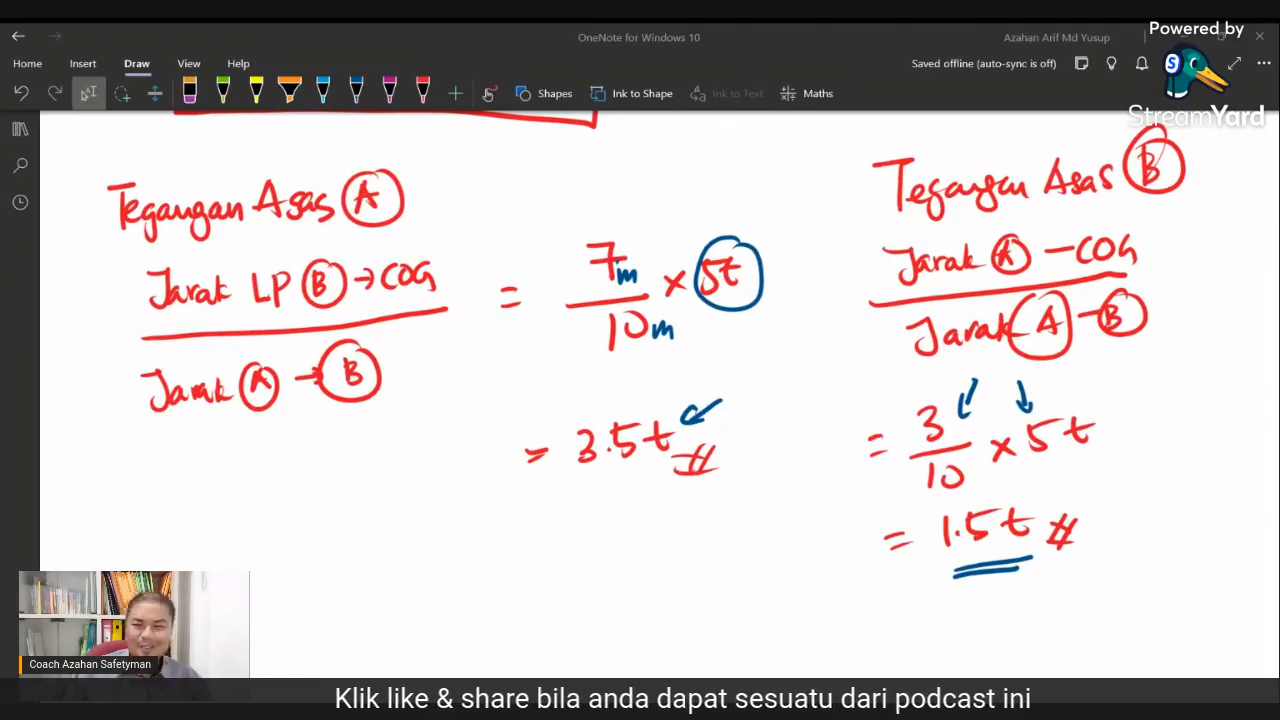 Powered by
StreamYard
OneNote for Windows 10
Azahan Arif Md Yusup
Home Insert Draw View Help
Saved offline (auto-sync is off)
Shapes
Ink to Shape
Ink to Text
Maths
Tegangan Asas A
Jarak LP B → COG
Jarak A → B
= 7m / 10m × 5t
= 3.5t #
Tegangan Asas B
Jarak A - COG
Jarak A - B
= 3 / 10 × 5t
= 1.5t #
Coach Azahan Safetyman
Klik like & share bila anda dapat sesuatu dari podcast ini